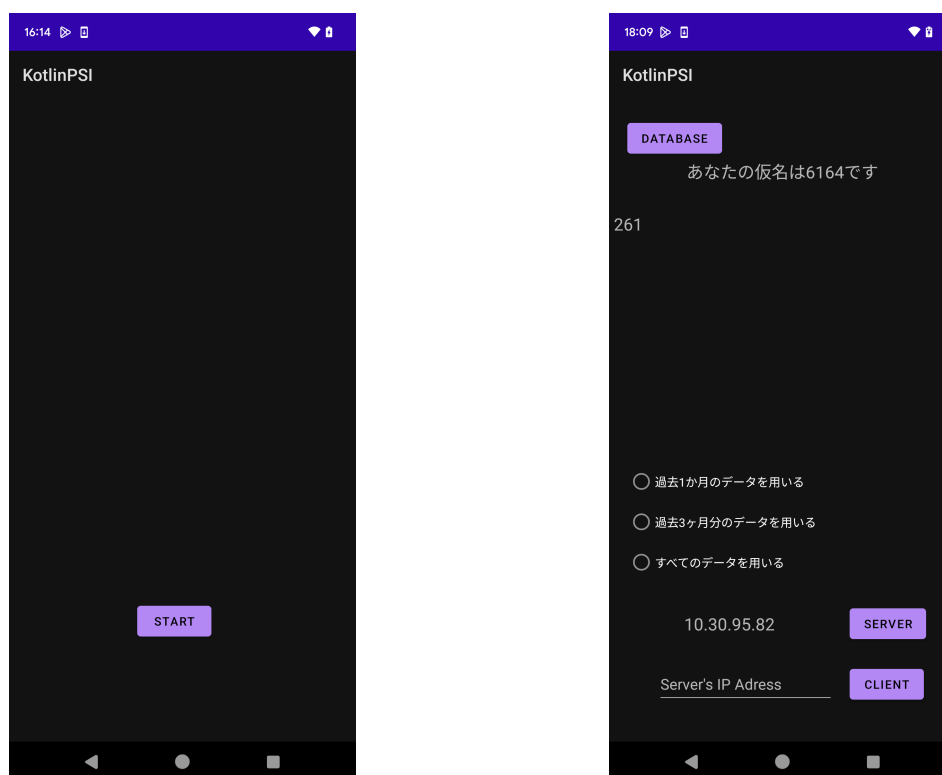 16:14
KotlinPSI
START
18:09
KotlinPSI
DATABASE
あなたの仮名は6164です
261
過去1か月のデータを用いる
過去3ヶ月分のデータを用いる
すべてのデータを用いる
10.30.95.82
SERVER
Server's IP Adress
CLIENT